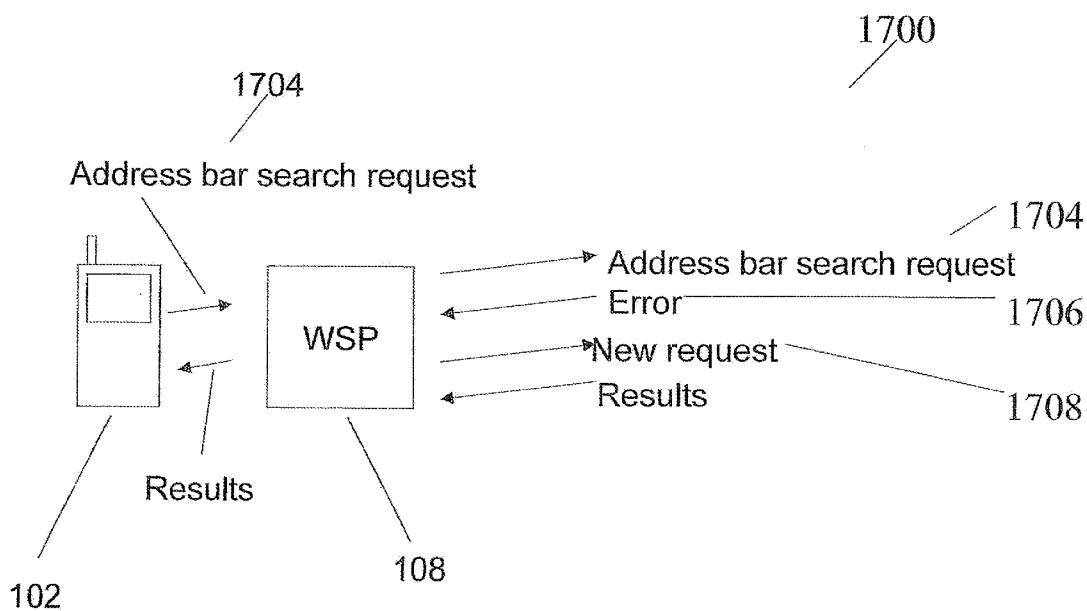 1700
1704
Address bar search request
1704
Address bar search request
Error
1706
WSP
New request
Results
1708
Results
108
102